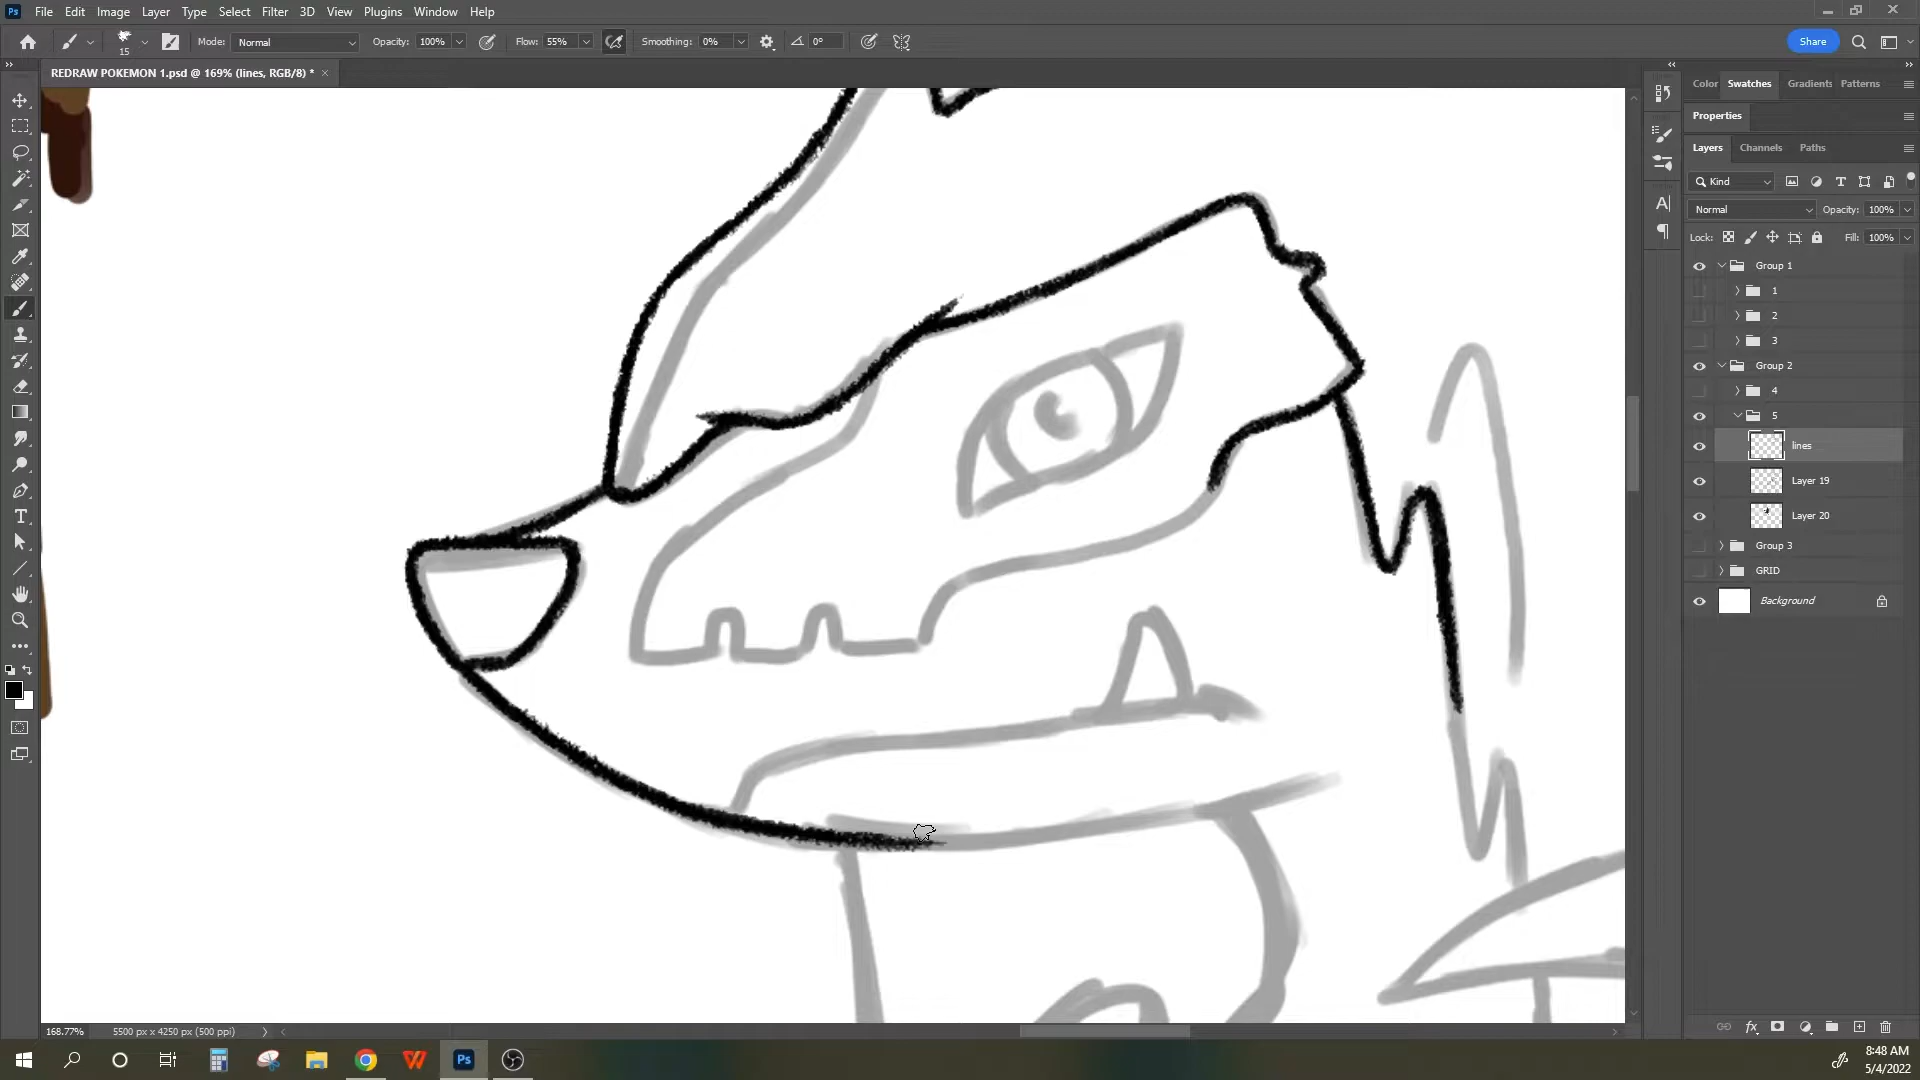 Ps File Edit Image Layer Type Select Filter 3D View Plugins Window Help
15 Mode: Normal Opacity: 100% Flow: 55% Smoothing: 0% 0° Share
REDRAW POKEMON 1.psd @ 169% (lines, RGB/8) *
Color Swatches Gradients Patterns
Properties
Layers Channels Paths
Kind
Normal Opacity: 100%
Lock: Fill: 100%
Group 1
1
2
3
Group 2
4
5
lines
Layer 19
Layer 20
Group 3
GRID
Background
168.77% 5500 px x 4250 px (500 ppi)
Ps
8:48 AM
5/4/2022